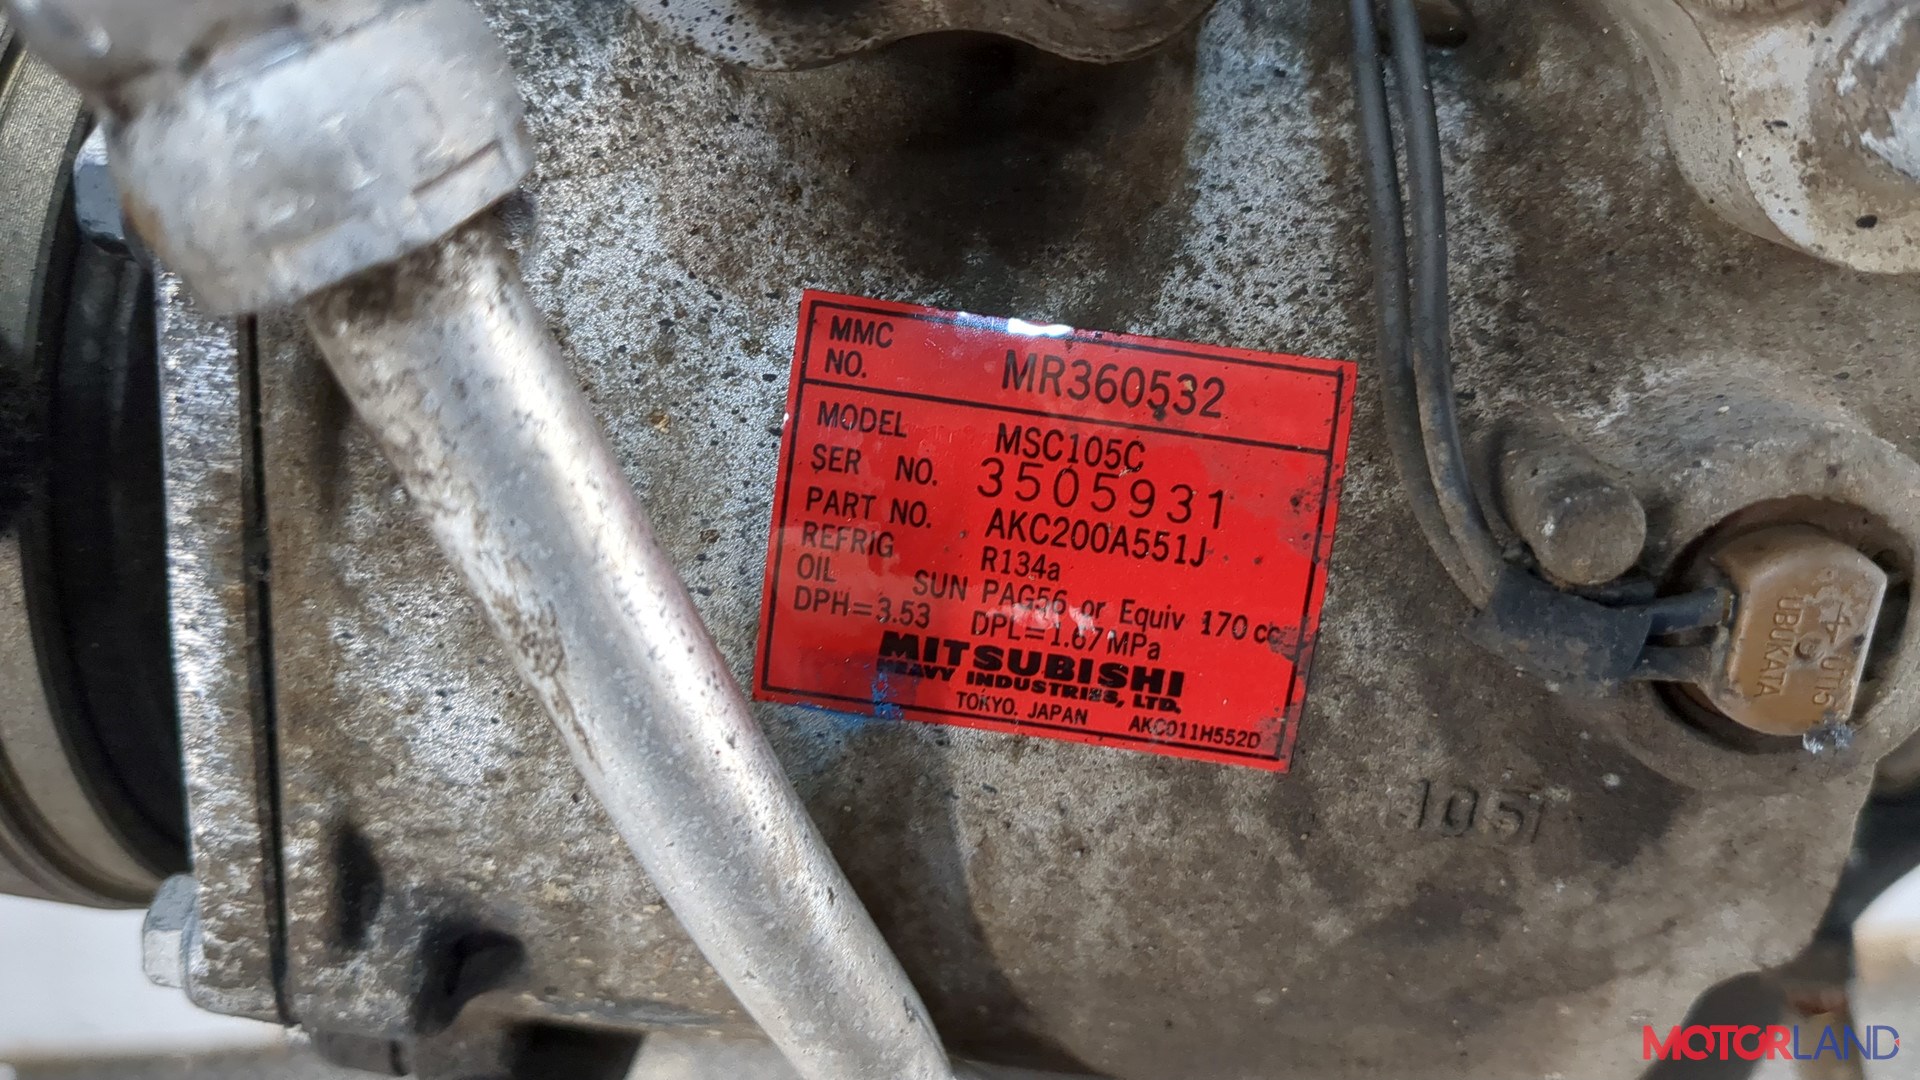 MMC
NO. MR360532
MODEL MSC105C
SER NO. 3505931
PART NO. AKC200A551J
REFRIG R134a
OIL SUN PAG56 or Equiv 170 cc
DPH=3.53 DPL=1.67MPa
MITSUBISHI
HEAVY INDUSTRIES, LTD.
TOKYO. JAPAN AKC011H552D
UBUKATA
1051
MOTORLAND